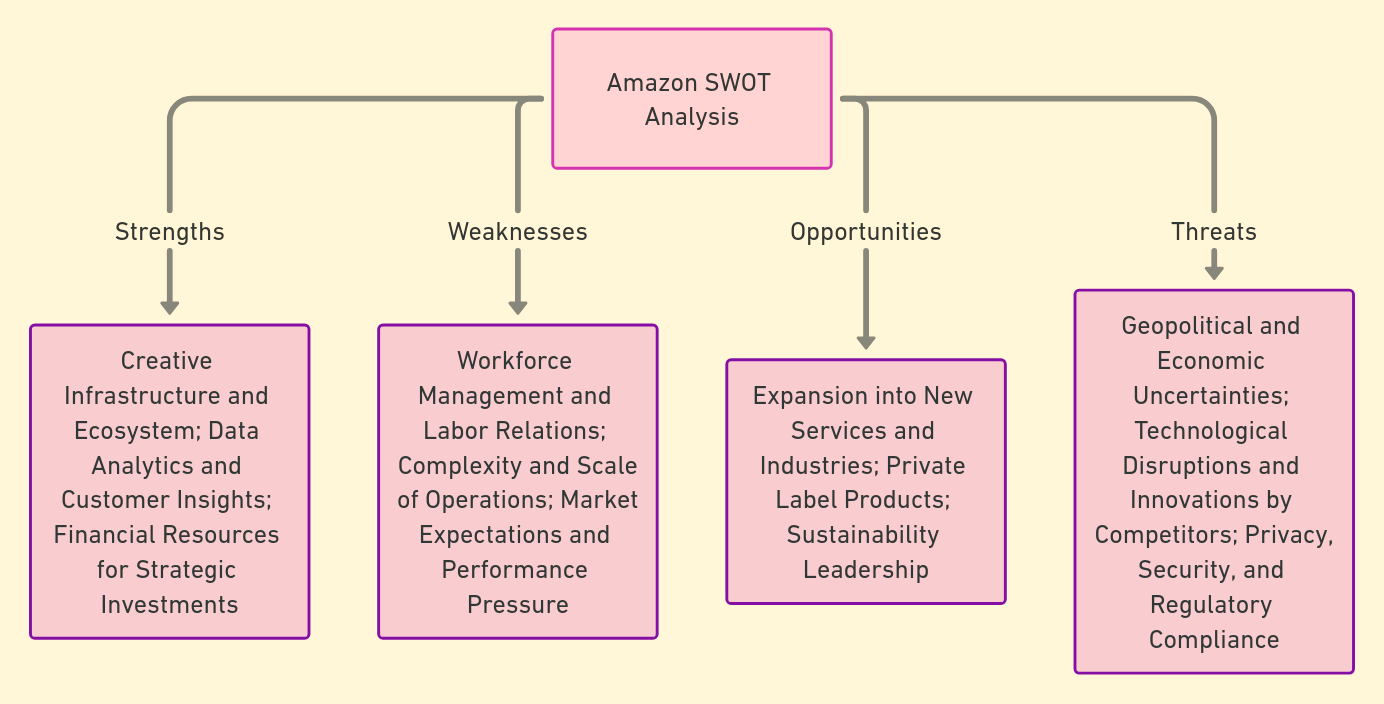 Amazon SWOT
Analysis
Strengths
Weaknesses
Opportunities
Threats
Creative
Infrastructure and
Ecosystem; Data
Analytics and
Customer Insights;
Financial Resources
for Strategic
Investments
Workforce
Management and
Labor Relations;
Complexity and Scale
of Operations; Market
Expectations and
Performance
Pressure
Expansion into New
Services and
Industries; Private
Label Products;
Sustainability
Leadership
Geopolitical and
Economic
Uncertainties;
Technological
Disruptions and
Innovations by
Competitors; Privacy,
Security, and
Regulatory
Compliance